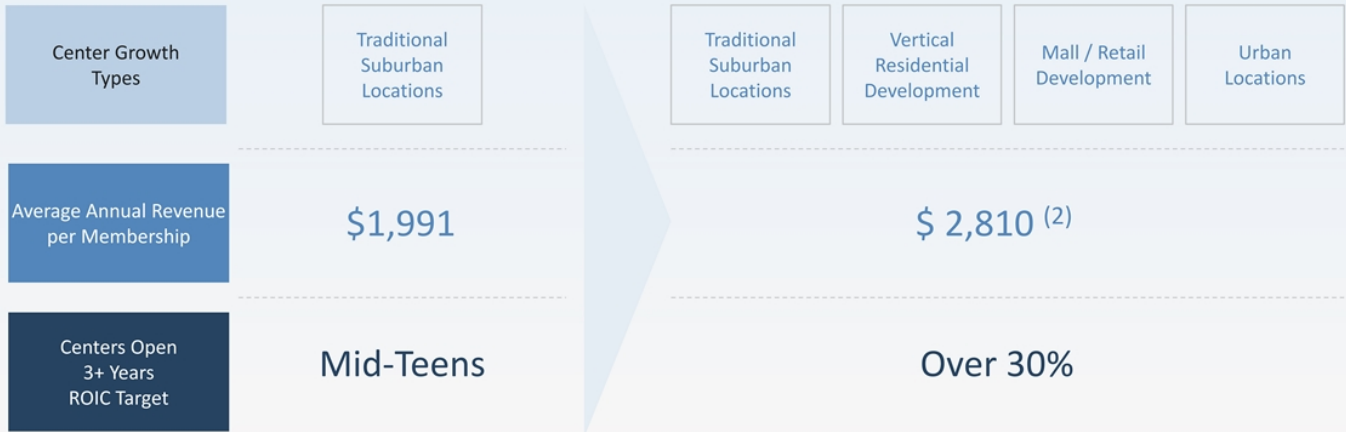 Center Growth
Types
Traditional
Suburban
Locations
Traditional
Suburban
Locations
Vertical
Residential
Development
Mall / Retail
Development
Urban
Locations
Average Annual Revenue
per Membership
$1,991
$ 2,810 (2)
Centers Open
3+ Years
ROIC Target
Mid-Teens
Over 30%